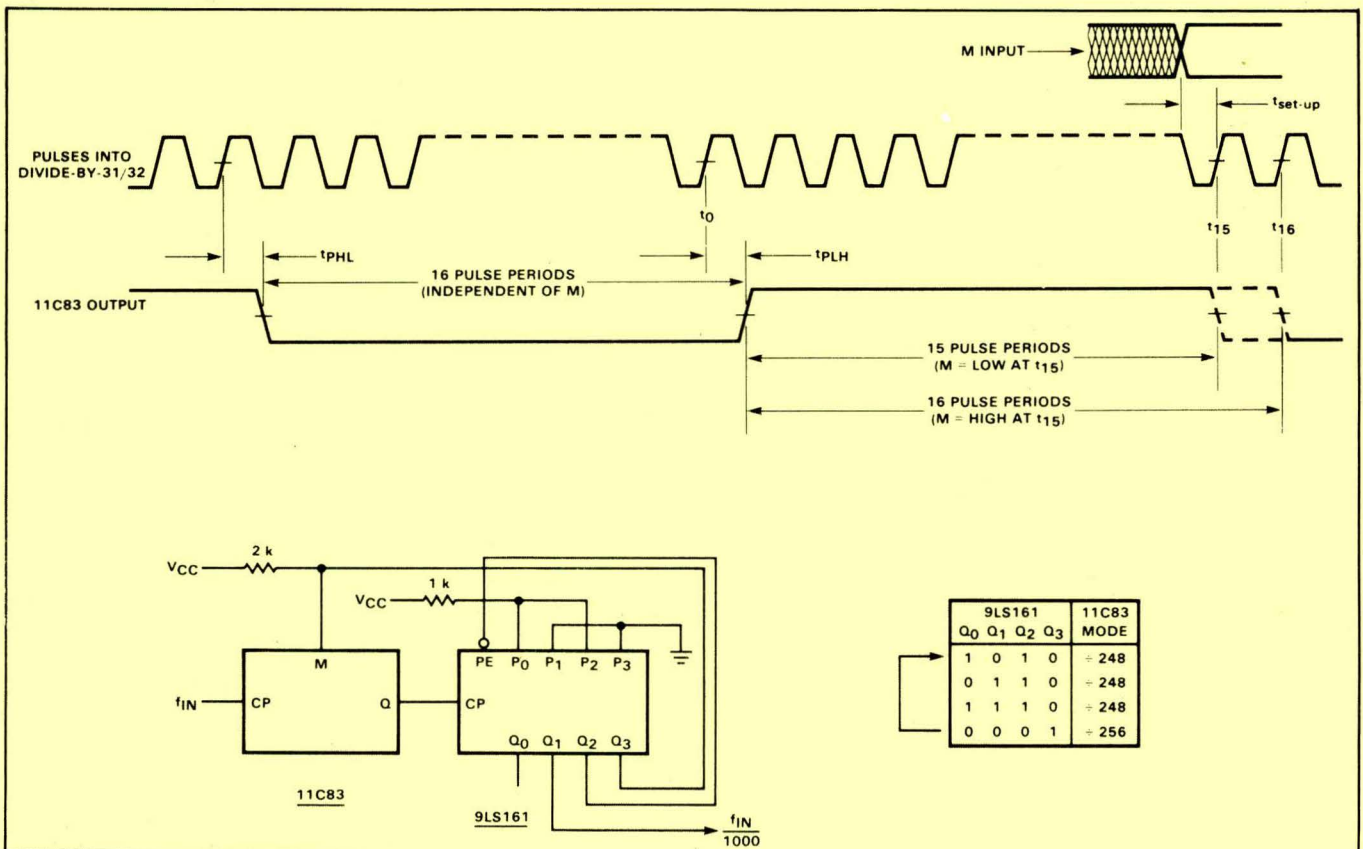 M INPUT
tset-up
PULSES INTO
DIVIDE-BY-31/32
t0
t15
t16
tPHL
tPLH
16 PULSE PERIODS
(INDEPENDENT OF M)
11C83 OUTPUT
15 PULSE PERIODS
(M = LOW AT t15)
16 PULSE PERIODS
(M = HIGH AT t15)
VCC
2 k
VCC
1 k
M
PE P0 P1 P2 P3
fIN
CP
Q
CP
Q0 Q1 Q2 Q3
11C83
9LS161
fIN
1000
9LS161
11C83
Q0 Q1 Q2 Q3
MODE
1 0 1 0 ÷ 248
0 1 1 0 ÷ 248
1 1 1 0 ÷ 248
0 0 0 1 ÷ 256